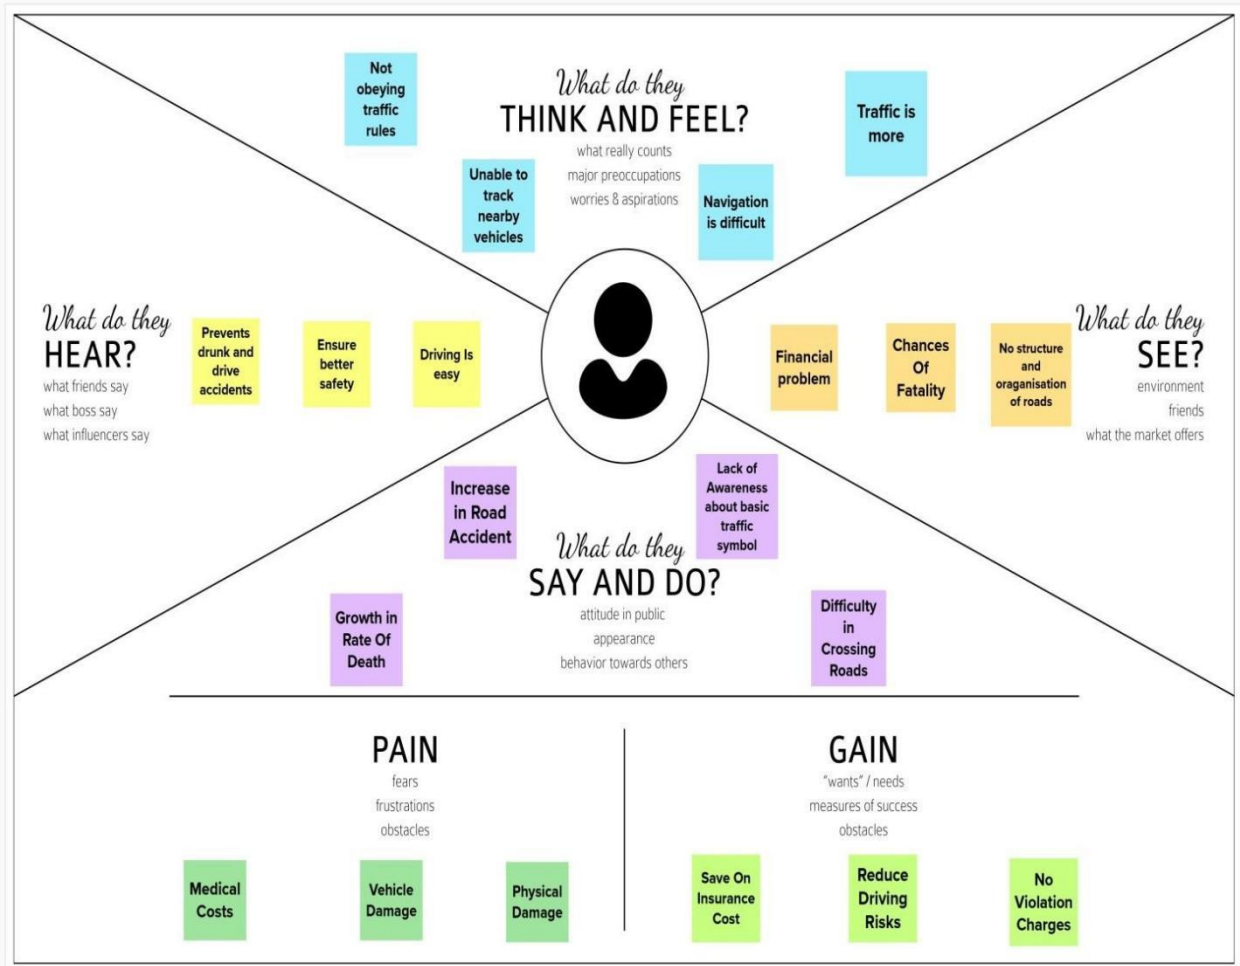 What do they
THINK AND FEEL?
what really counts
major preoccupations
worries & aspirations
Not
obeying
traffic
rules
Unable to
track
nearby
vehicles
Navigation
is difficult
Traffic is
more
What do they
HEAR?
what friends say
what boss say
what influencers say
Prevents
drunk and
drive
accidents
Ensure
better
safety
Driving Is
easy
Financial
problem
Chances
Of
Fatality
No structure
and
oraganisation
of roads
What do they
SEE?
environment
friends
what the market offers
Increase
in Road
Accident
Lack of
Awareness
about basic
traffic
symbol
What do they
SAY AND DO?
attitude in public
appearance
behavior towards others
Growth in
Rate Of
Death
Difficulty
in
Crossing
Roads
PAIN
fears
frustrations
obstacles
Medical
Costs
Vehicle
Damage
Physical
Damage
GAIN
"wants" / needs
measures of success
obstacles
Save On
Insurance
Cost
Reduce
Driving
Risks
No
Violation
Charges